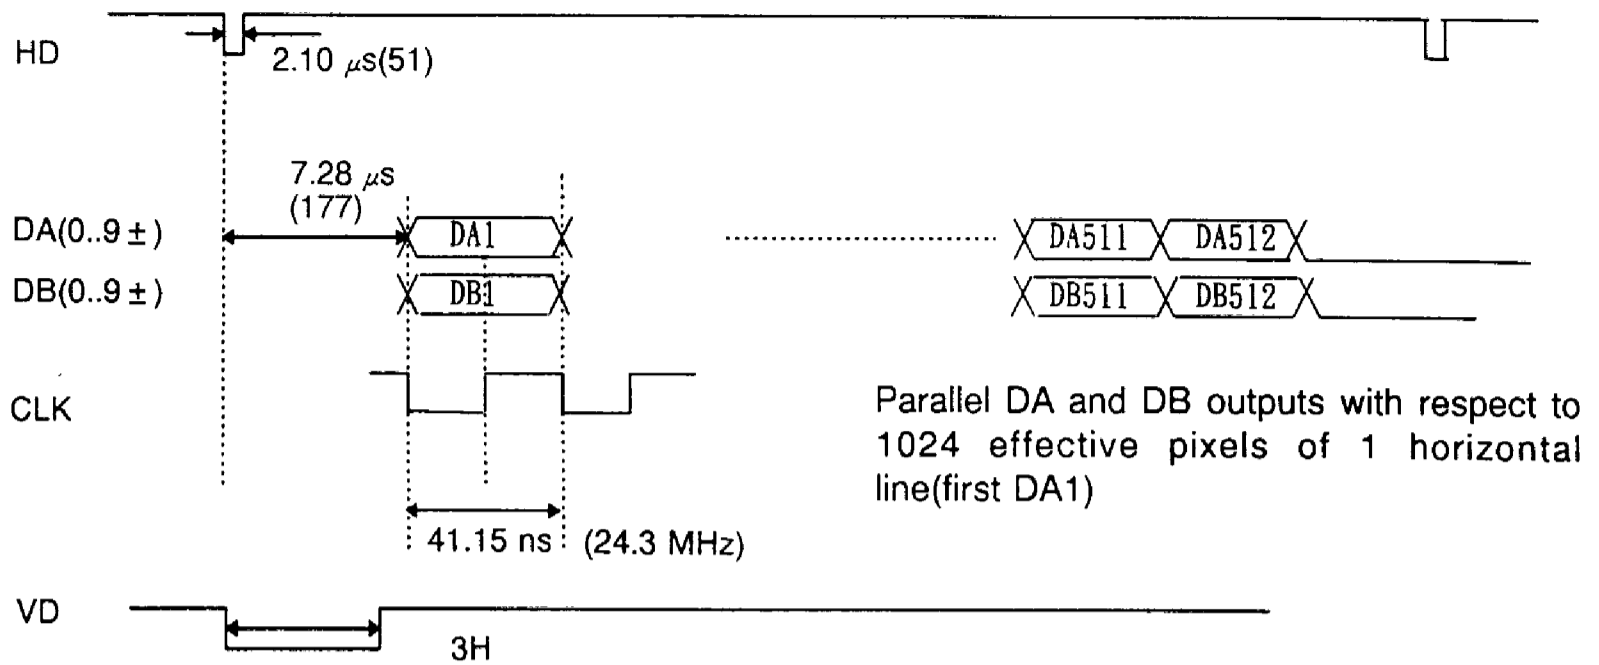 HD
2.10 μs(51)
7.28 μs
(177)
DA(0..9±)
DA1
DA511
DA512
DB(0..9±)
DB1
DB511
DB512
CLK
Parallel DA and DB outputs with respect to
1024 effective pixels of 1 horizontal
line(first DA1)
41.15 ns
(24.3 MHz)
VD
3H